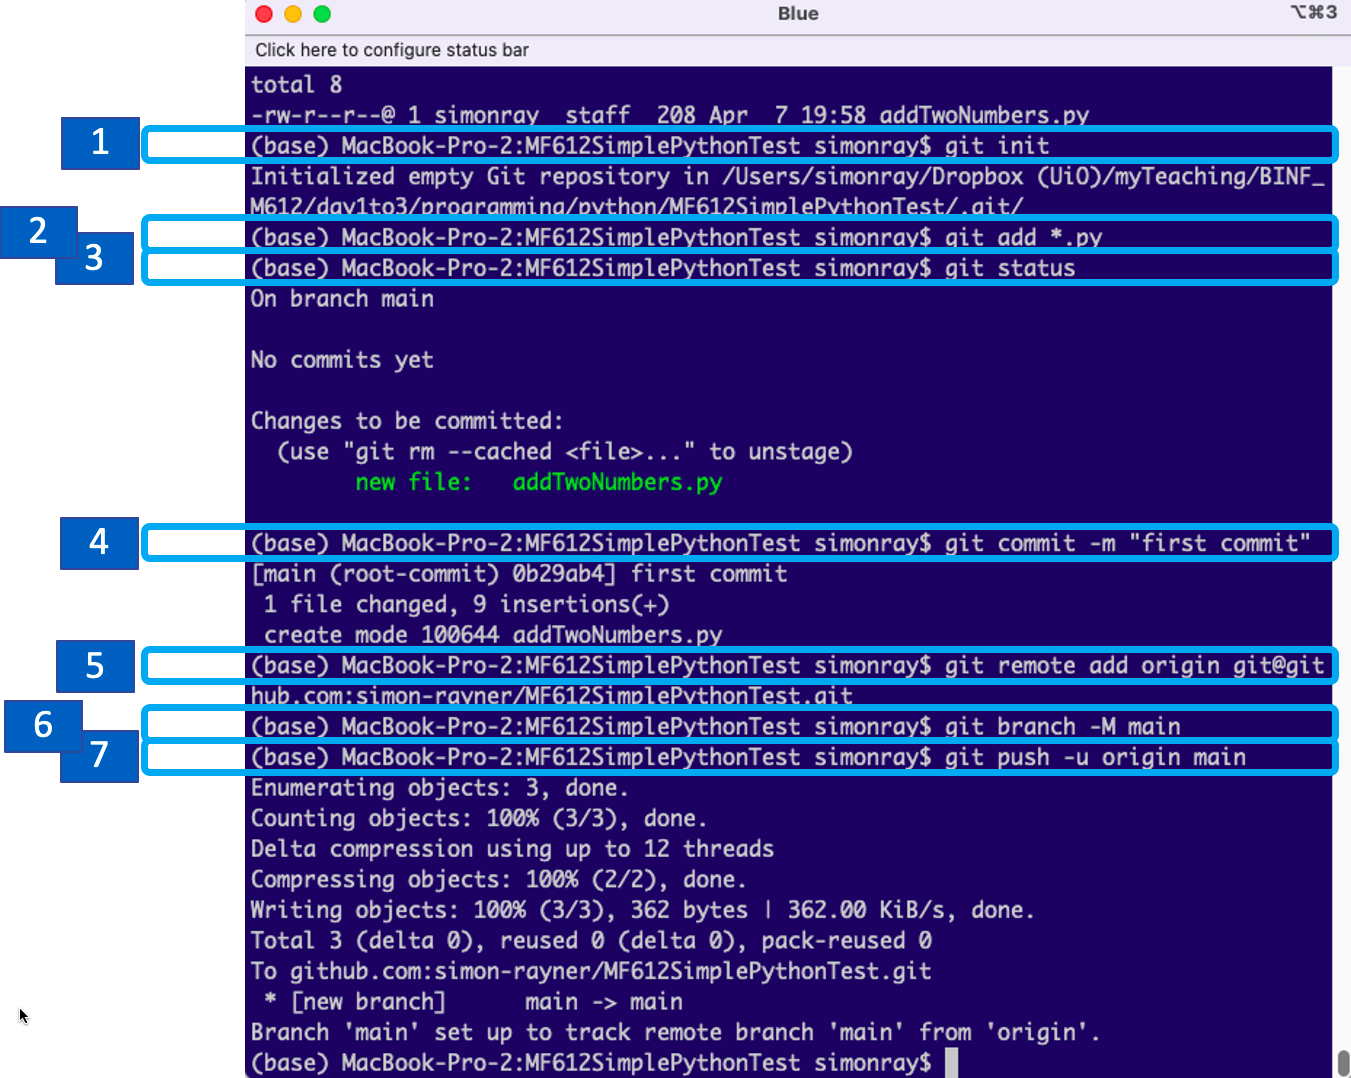 Blue
⌥⌘3
Click here to configure status bar
total 8
-rw-r--r--@ 1 simonray  staff  208 Apr  7 19:58 addTwoNumbers.py
1
(base) MacBook-Pro-2:MF612SimplePythonTest simonray$ git init
Initialized empty Git repository in /Users/simonray/Dropbox (UiO)/myTeaching/BINF_
M612/day1to3/programming/python/MF612SimplePythonTest/.git/
2
(base) MacBook-Pro-2:MF612SimplePythonTest simonray$ git add *.py
3
(base) MacBook-Pro-2:MF612SimplePythonTest simonray$ git status
On branch main
No commits yet
Changes to be committed:
  (use "git rm --cached <file>..." to unstage)
        new file:   addTwoNumbers.py
4
(base) MacBook-Pro-2:MF612SimplePythonTest simonray$ git commit -m "first commit"
[main (root-commit) 0b29ab4] first commit
 1 file changed, 9 insertions(+)
 create mode 100644 addTwoNumbers.py
5
(base) MacBook-Pro-2:MF612SimplePythonTest simonray$ git remote add origin git@git
hub.com:simon-rayner/MF612SimplePythonTest.git
6
(base) MacBook-Pro-2:MF612SimplePythonTest simonray$ git branch -M main
7
(base) MacBook-Pro-2:MF612SimplePythonTest simonray$ git push -u origin main
Enumerating objects: 3, done.
Counting objects: 100% (3/3), done.
Delta compression using up to 12 threads
Compressing objects: 100% (2/2), done.
Writing objects: 100% (3/3), 362 bytes | 362.00 KiB/s, done.
Total 3 (delta 0), reused 0 (delta 0), pack-reused 0
To github.com:simon-rayner/MF612SimplePythonTest.git
 * [new branch]      main -> main
Branch 'main' set up to track remote branch 'main' from 'origin'.
(base) MacBook-Pro-2:MF612SimplePythonTest simonray$